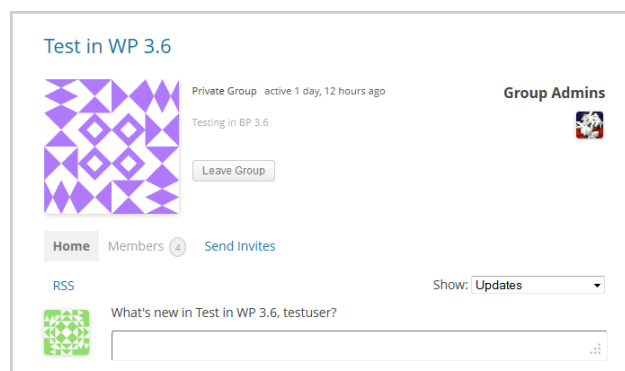 Test in WP 3.6
Private Group active 1 day, 12 hours ago
Group Admins
Testing in BP 3.6
Leave Group
Home Members 4 Send Invites
RSS
Show: Updates
What's new in Test in WP 3.6, testuser?